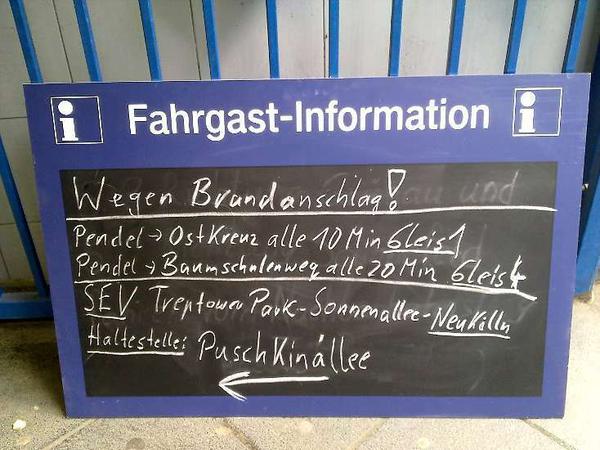 i Fahrgast-Information i
Wegen Brandanschlag!
Pendel → Ostkreuz alle 10 Min Gleis 1
Pendel → Baumschulenweg alle 20 Min Gleis 4
SEV Treptower Park-Sonnenallee-Neukölln
Haltestelle: Puschkinallee
←